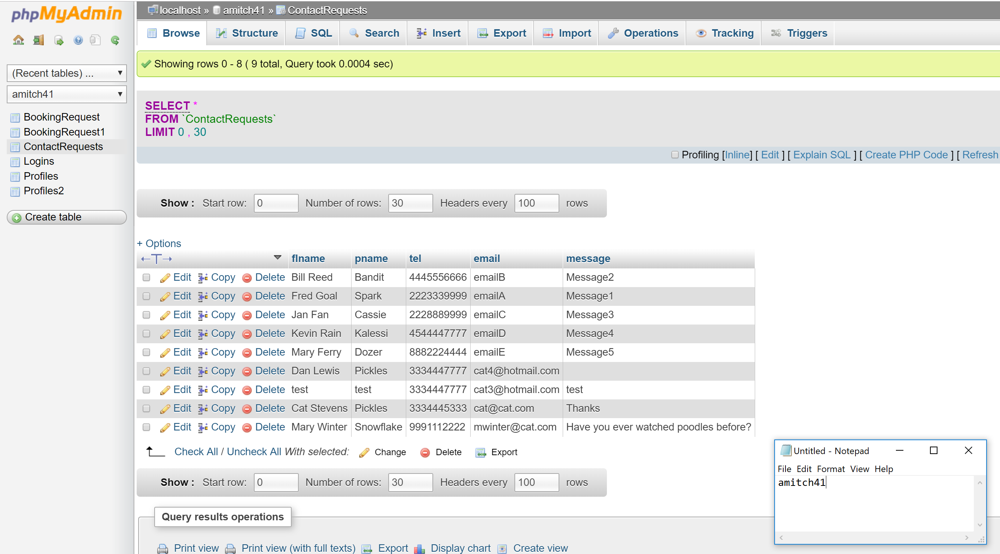 phpMyAdmin
(Recent tables) ...
amitch41
BookingRequest
BookingRequest1
ContactRequests
Logins
Profiles
Profiles2
Create table
localhost » amitch41 » ContactRequests
Browse Structure SQL Search Insert Export Import Operations Tracking Triggers
Showing rows 0 - 8 ( 9 total, Query took 0.0004 sec)
SELECT *
FROM `ContactRequests`
LIMIT 0 , 30
Profiling [Inline] [ Edit ] [ Explain SQL ] [ Create PHP Code ] [ Refresh
Show : Start row: 0 Number of rows: 30 Headers every 100 rows
+ Options
←T→ flname pname tel email message
Edit Copy Delete Bill Reed Bandit 4445556666 emailB Message2
Edit Copy Delete Fred Goal Spark 2223339999 emailA Message1
Edit Copy Delete Jan Fan Cassie 2228889999 emailC Message3
Edit Copy Delete Kevin Rain Kalessi 4544447777 emailD Message4
Edit Copy Delete Mary Ferry Dozer 8882224444 emailE Message5
Edit Copy Delete Dan Lewis Pickles 3334447777 cat4@hotmail.com
Edit Copy Delete test test 3334447777 cat3@hotmail.com test
Edit Copy Delete Cat Stevens Pickles 3334445333 cat@cat.com Thanks
Edit Copy Delete Mary Winter Snowflake 9991112222 mwinter@cat.com Have you ever watched poodles before?
Check All / Uncheck All With selected: Change Delete Export
Show : Start row: 0 Number of rows: 30 Headers every 100 rows
Query results operations
Print view Print view (with full texts) Export Display chart Create view
Untitled - Notepad
File Edit Format View Help
amitch41